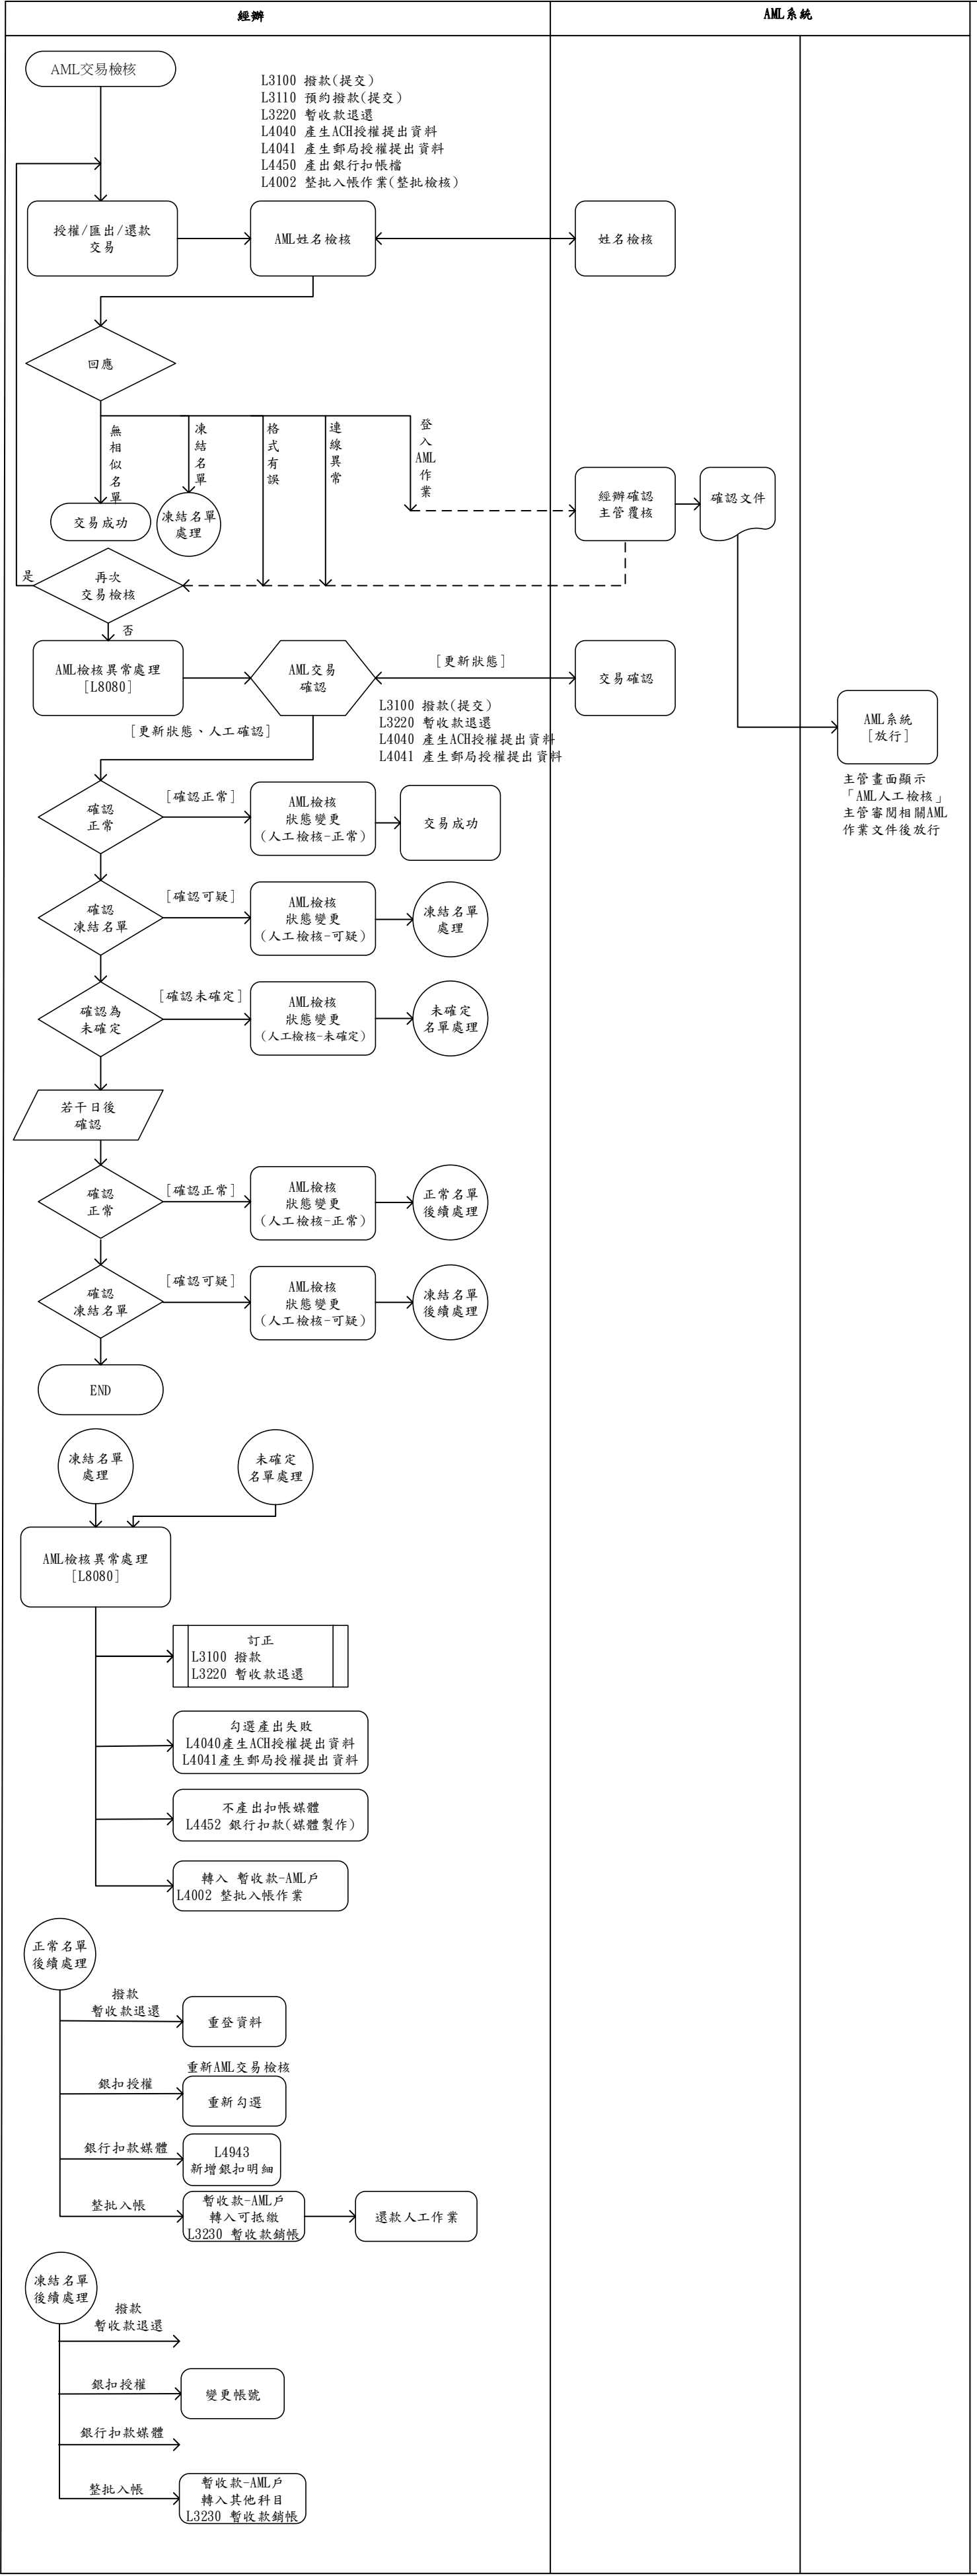 經辦
AML系統
AML交易檢核
L3100 撥款(提交)
L3110 預約撥款(提交)
L3220 暫收款退還
L4040 產生ACH授權提出資料
L4041 產生郵局授權提出資料
L4450 產出銀行扣帳檔
L4002 整批入帳作業(整批檢核)
授權/匯出/還款
交易
AML姓名檢核
姓名檢核
回應
無相似名單
凍結名單
格式有誤
連線異常
登入AML作業
交易成功
凍結名單
處理
經辦確認
主管覆核
確認文件
是
再次
交易檢核
否
AML檢核異常處理
[L8080]
AML交易
確認
[更新狀態]
交易確認
[更新狀態、人工確認]
L3100 撥款(提交)
L3220 暫收款退還
L4040 產生ACH授權提出資料
L4041 產生郵局授權提出資料
AML系統
[放行]
主管畫面顯示
「AML人工檢核」
主管審閱相關AML
作業文件後放行
確認
正常
[確認正常]
AML檢核
狀態變更
(人工檢核-正常)
交易成功
確認
凍結名單
[確認可疑]
AML檢核
狀態變更
(人工檢核-可疑)
凍結名單
處理
確認為
未確定
[確認未確定]
AML檢核
狀態變更
(人工檢核-未確定)
未確定
名單處理
若干日後
確認
確認
正常
[確認正常]
AML檢核
狀態變更
(人工檢核-正常)
正常名單
後續處理
確認
凍結名單
[確認可疑]
AML檢核
狀態變更
(人工檢核-可疑)
凍結名單
後續處理
END
凍結名單
處理
未確定
名單處理
AML檢核異常處理
[L8080]
訂正
L3100 撥款
L3220 暫收款退還
勾選產出失敗
L4040產生ACH授權提出資料
L4041產生郵局授權提出資料
不產出扣帳媒體
L4452 銀行扣款(媒體製作)
轉入 暫收款-AML戶
L4002 整批入帳作業
正常名單
後續處理
撥款
暫收款退還
重登資料
重新AML交易檢核
銀扣授權
重新勾選
銀行扣款媒體
L4943
新增銀扣明細
整批入帳
暫收款-AML戶
轉入可抵繳
L3230 暫收款銷帳
還款人工作業
凍結名單
後續處理
撥款
暫收款退還
銀扣授權
變更帳號
銀行扣款媒體
整批入帳
暫收款-AML戶
轉入其他科目
L3230 暫收款銷帳